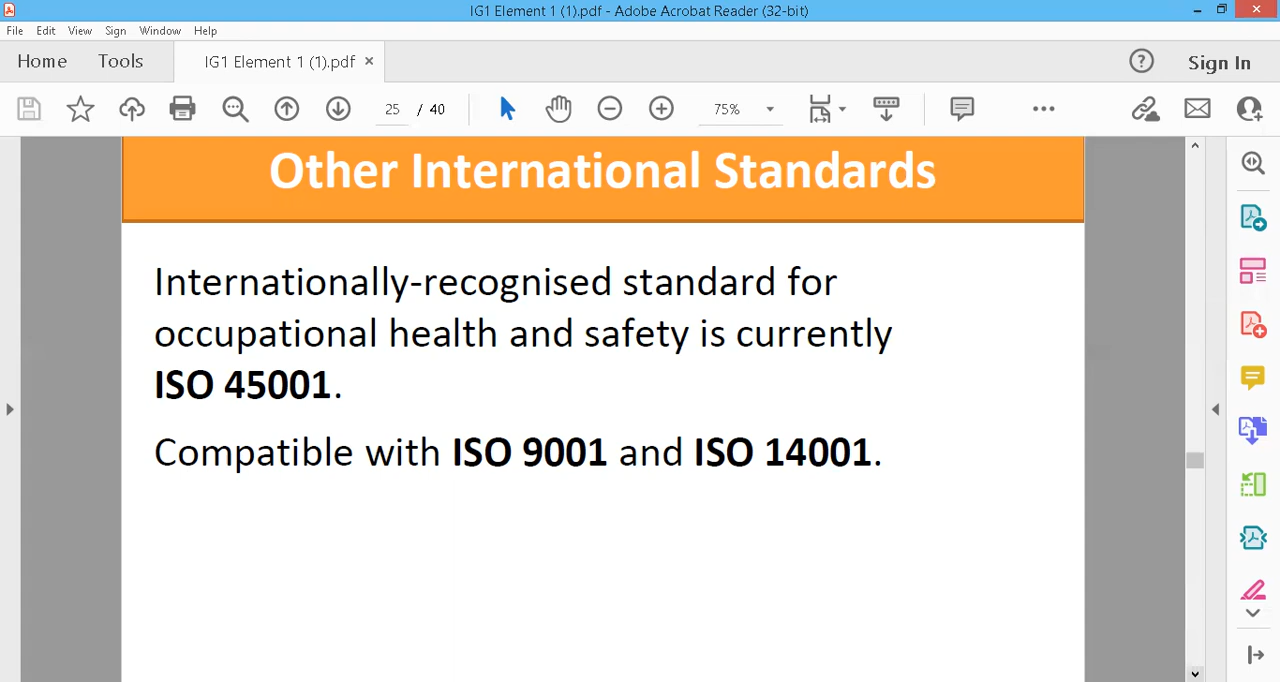 IG1 Element 1 (1).pdf - Adobe Acrobat Reader (32-bit)
File Edit View Sign Window Help
Home Tools IG1 Element 1 (1).pdf × Sign In
25 / 40 75%
Other International Standards
Internationally-recognised standard for
occupational health and safety is currently
ISO 45001.
Compatible with ISO 9001 and ISO 14001.